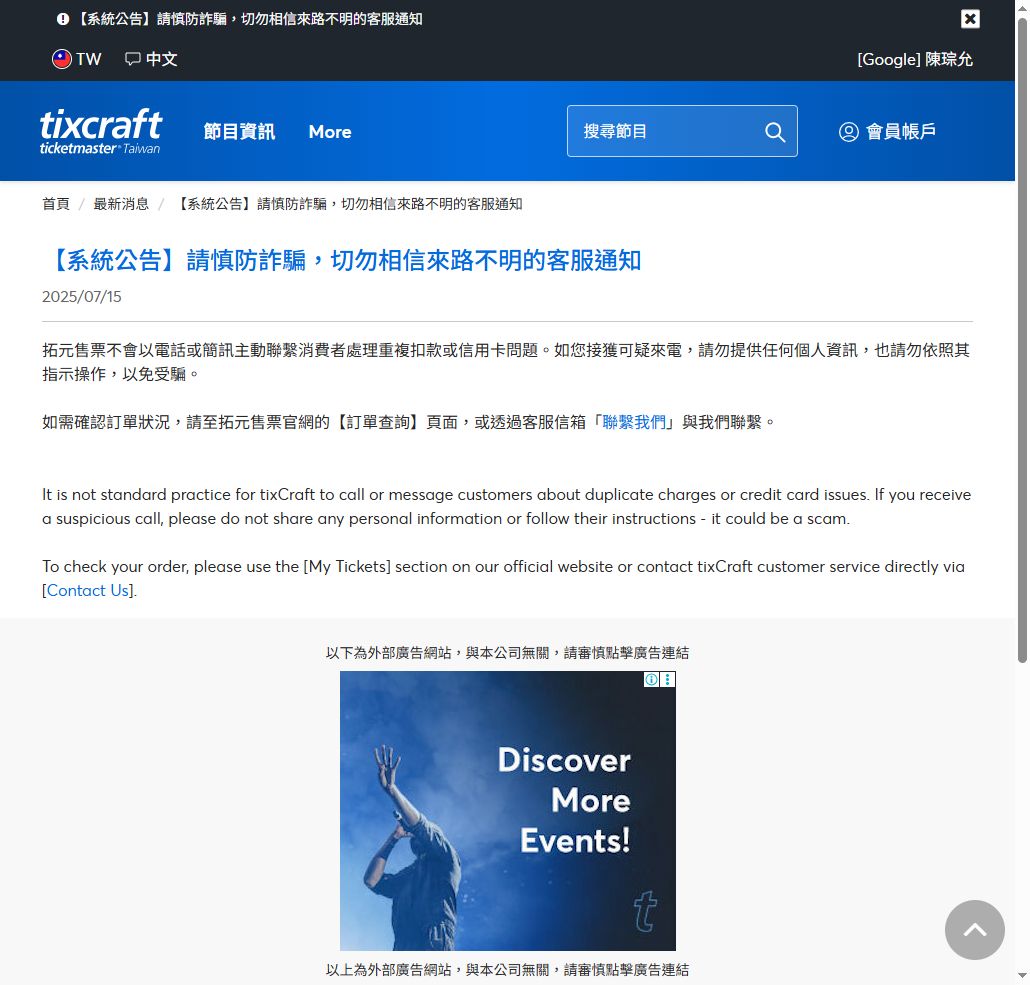 【系統公告】請慎防詐騙，切勿相信來路不明的客服通知
TW 中文
[Google] 陳琮允
tixcraft
ticketmaster® Taiwan
節目資訊
More
搜尋節目
會員帳戶
首頁 / 最新消息 / 【系統公告】請慎防詐騙，切勿相信來路不明的客服通知
【系統公告】請慎防詐騙，切勿相信來路不明的客服通知
2025/07/15
拓元售票不會以電話或簡訊主動聯繫消費者處理重複扣款或信用卡問題。如您接獲可疑來電，請勿提供任何個人資訊，也請勿依照其
指示操作，以免受騙。
如需確認訂單狀況，請至拓元售票官網的【訂單查詢】頁面，或透過客服信箱「聯繫我們」與我們聯繫。
It is not standard practice for tixCraft to call or message customers about duplicate charges or credit card issues. If you receive
a suspicious call, please do not share any personal information or follow their instructions - it could be a scam.
To check your order, please use the [My Tickets] section on our official website or contact tixCraft customer service directly via
[Contact Us].
以下為外部廣告網站，與本公司無關，請審慎點擊廣告連結
Discover
More
Events!
t
以上為外部廣告網站，與本公司無關，請審慎點擊廣告連結